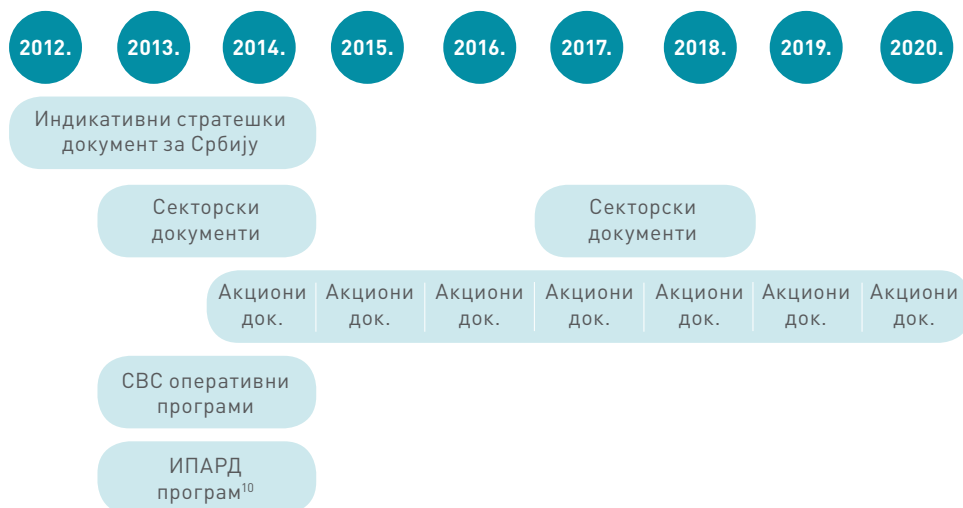 2012. 2013. 2014. 2015. 2016. 2017. 2018. 2019. 2020.
Индикативни стратешки
документ за Србију
Секторски
документи
Секторски
документи
Акциони Акциони Акциони Акциони Акциони Акциони Акциони
док. док. док. док. док. док. док.
СВС оперативни
програми
ИПАРД
програм¹⁰